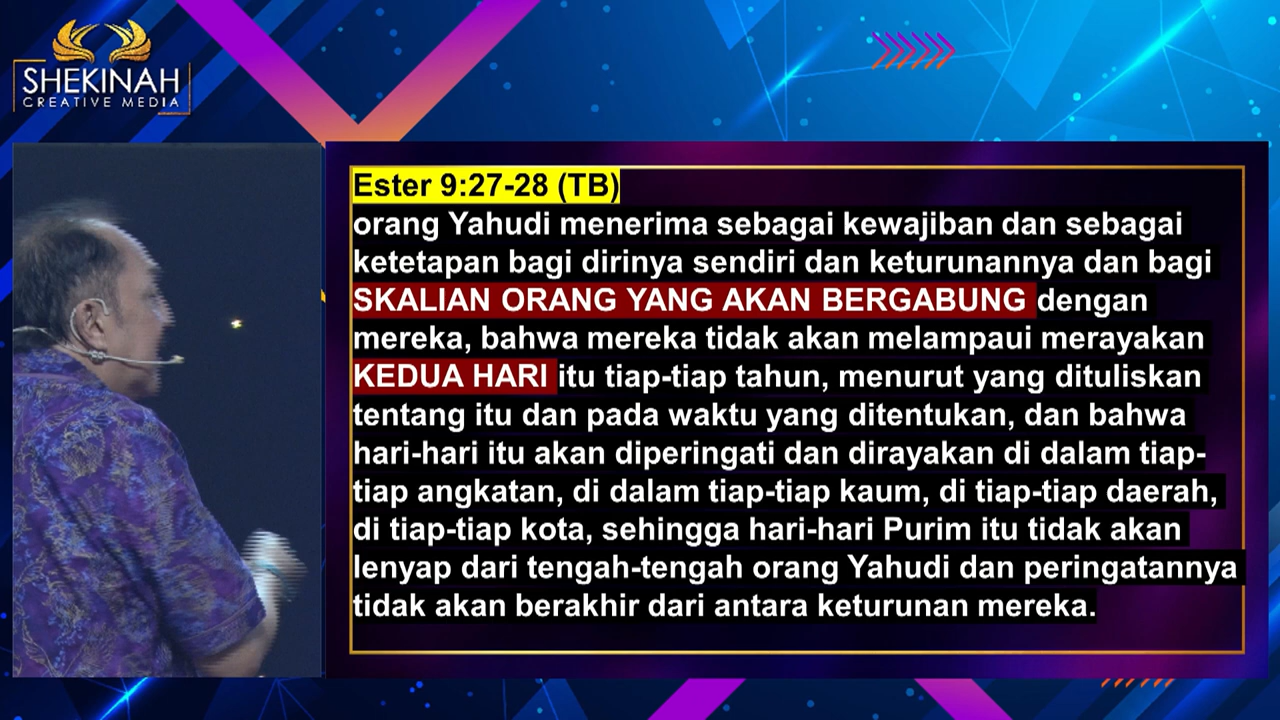 SHEKINAH
CREATIVE MEDIA
Ester 9:27-28 (TB)
orang Yahudi menerima sebagai kewajiban dan sebagai
ketetapan bagi dirinya sendiri dan keturunannya dan bagi
SKALIAN ORANG YANG AKAN BERGABUNG dengan
mereka, bahwa mereka tidak akan melampaui merayakan
KEDUA HARI itu tiap-tiap tahun, menurut yang dituliskan
tentang itu dan pada waktu yang ditentukan, dan bahwa
hari-hari itu akan diperingati dan dirayakan di dalam tiap-
tiap angkatan, di dalam tiap-tiap kaum, di tiap-tiap daerah,
di tiap-tiap kota, sehingga hari-hari Purim itu tidak akan
lenyap dari tengah-tengah orang Yahudi dan peringatannya
tidak akan berakhir dari antara keturunan mereka.